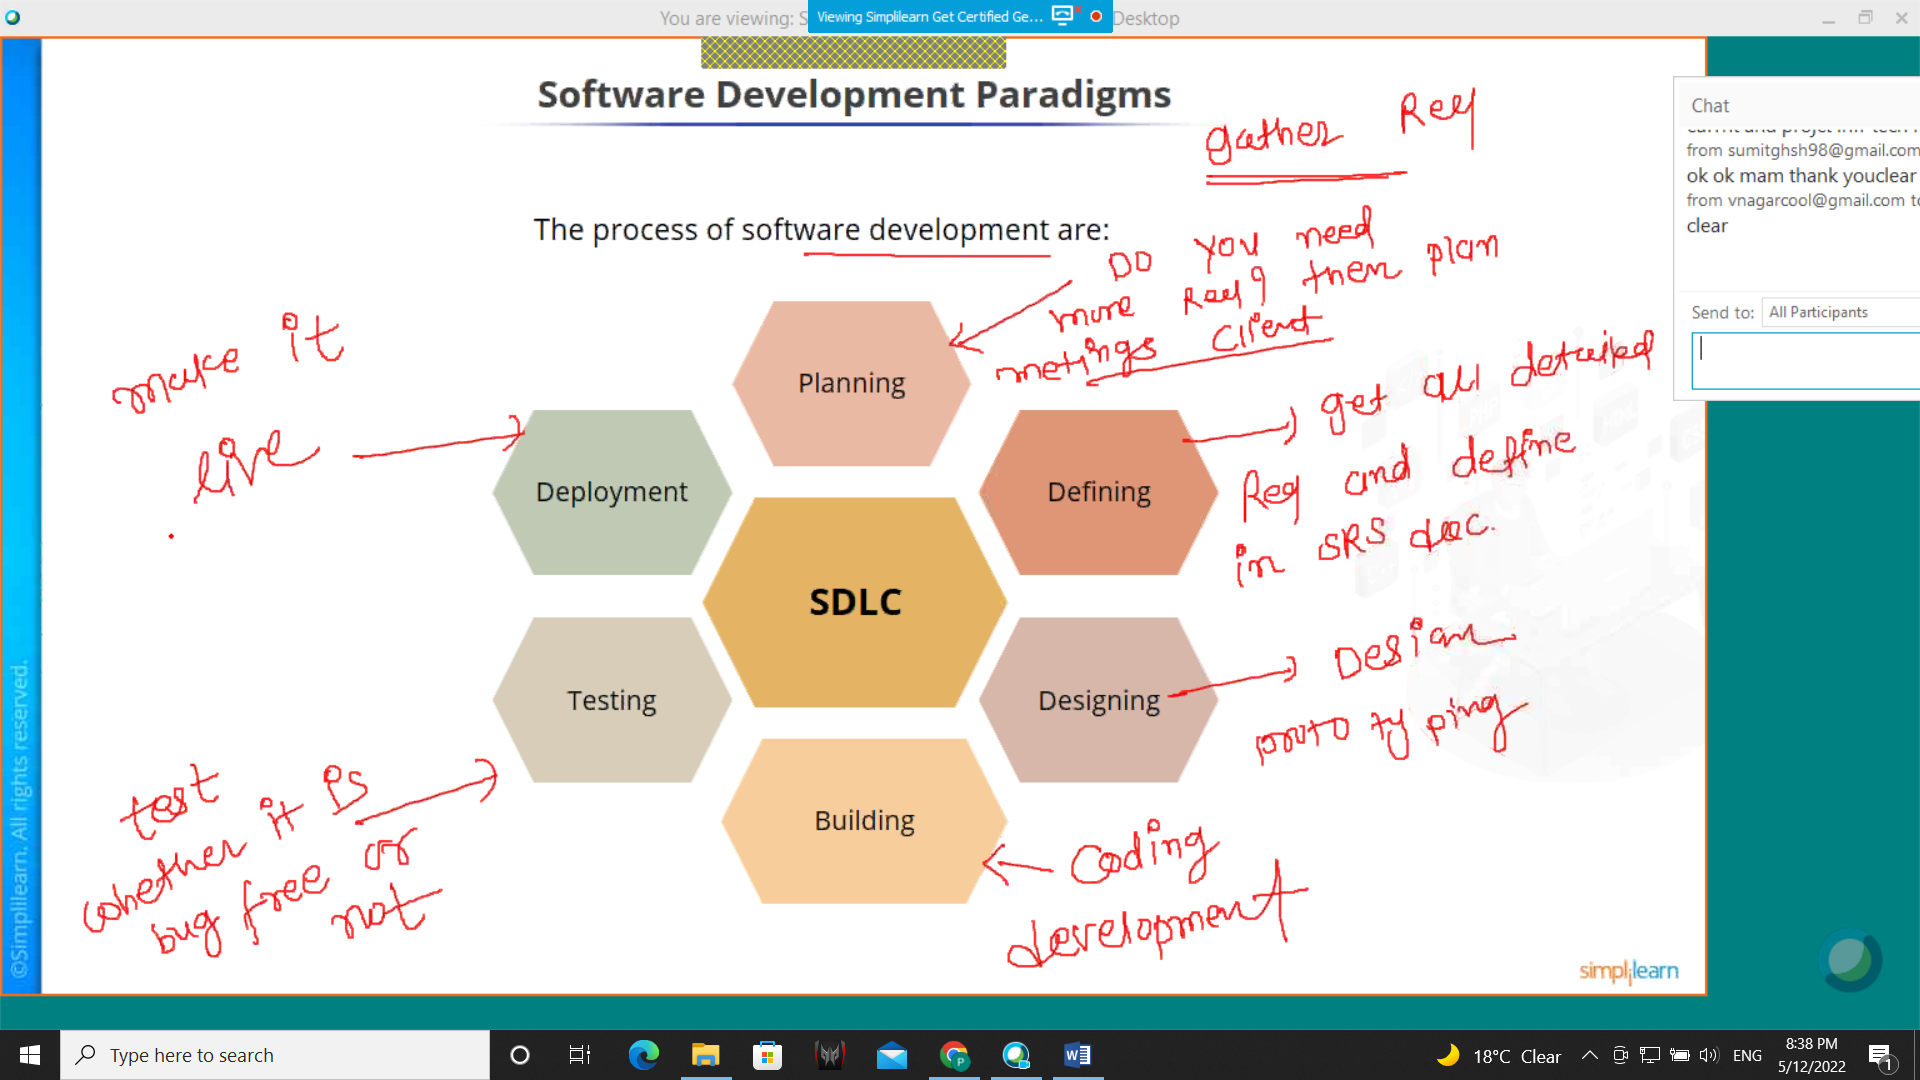 You are viewing: S
Viewing Simplilearn Get Certified Ge...
Desktop
Software Development Paradigms
gather Req
The process of software development are:
Do You need
more Req? then plan
metings client
Planning
make it
live
Deployment
Defining
get all detailed
Req and define
in SRS doc.
SDLC
Testing
Designing
Design
proto typing
test
whether it is
bug free or
not
Building
Coding
development
©Simplilearn. All rights reserved.
simplilearn
Chat
from sumitghsh98@gmail.com
ok ok mam thank youclear
from vnagarcool@gmail.com to
clear
Send to: All Participants
Type here to search
18°C Clear
ENG
8:38 PM
5/12/2022
1